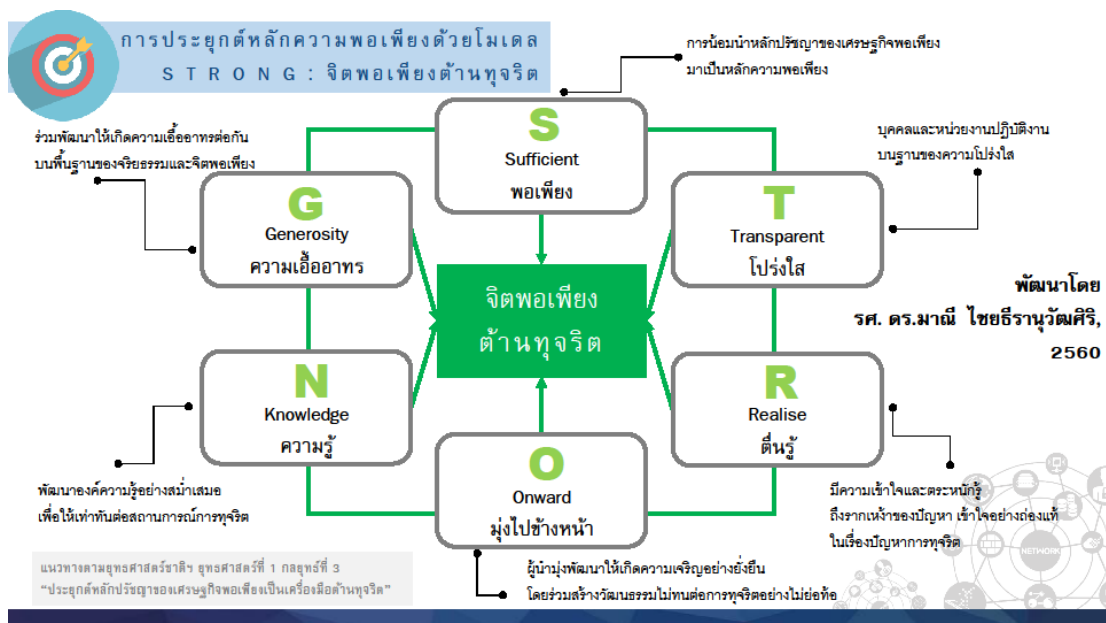 การประยุกต์หลักความพอเพียงด้วยโมเดล
S T R O N G : จิตพอเพียงต้านทุจริต
การน้อมนำหลักปรัชญาของเศรษฐกิจพอเพียง
มาเป็นหลักความพอเพียง
S
Sufficient
พอเพียง
บุคคลและหน่วยงานปฏิบัติงาน
บนฐานของความโปร่งใส
T
Transparent
โปร่งใส
ร่วมพัฒนาให้เกิดความเอื้ออาทรต่อกัน
บนพื้นฐานของจริยธรรมและจิตพอเพียง
G
Generosity
ความเอื้ออาทร
จิตพอเพียง
ต้านทุจริต
พัฒนาโดย
รศ. ดร.มาณี ไชยธีรานุวัฒศิริ,
2560
N
Knowledge
ความรู้
R
Realise
ตื่นรู้
O
Onward
มุ่งไปข้างหน้า
พัฒนาองค์ความรู้อย่างสม่ำเสมอ
เพื่อให้เท่าทันต่อสถานการณ์การทุจริต
มีความเข้าใจและตระหนักรู้
ถึงรากเหง้าของปัญหา เข้าใจอย่างถ่องแท้
ในเรื่องปัญหาการทุจริต
NETWORK
แนวทางตามยุทธศาสตร์ชาติฯ ยุทธศาสตร์ที่ 1 กลยุทธ์ที่ 3
“ประยุกต์หลักปรัชญาของเศรษฐกิจพอเพียงเป็นเครื่องมือต้านทุจริต”
ผู้นำมุ่งพัฒนาให้เกิดความเจริญอย่างยั่งยืน
โดยร่วมสร้างวัฒนธรรมไม่ทนต่อการทุจริตอย่างไม่ย่อท้อ